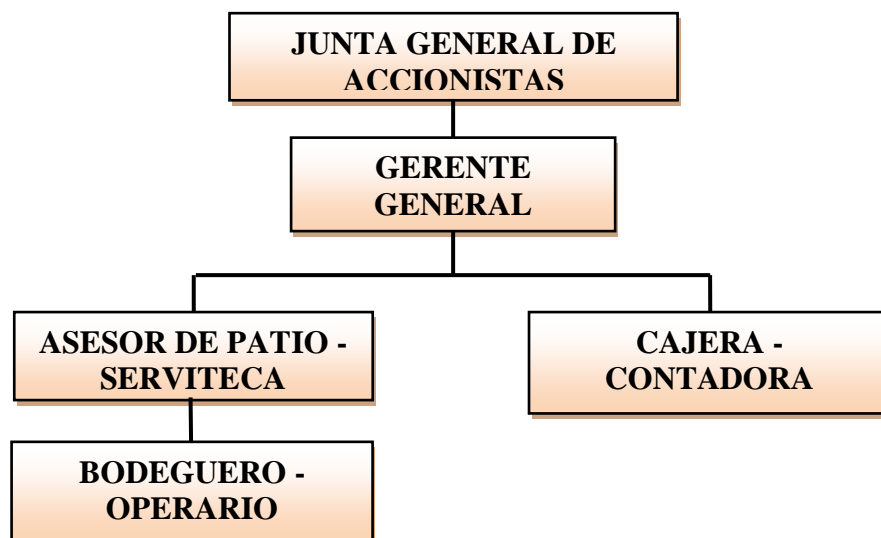 JUNTA GENERAL DE
ACCIONISTAS
GERENTE
GENERAL
ASESOR DE PATIO -
SERVITECA
CAJERA -
CONTADORA
BODEGUERO -
OPERARIO